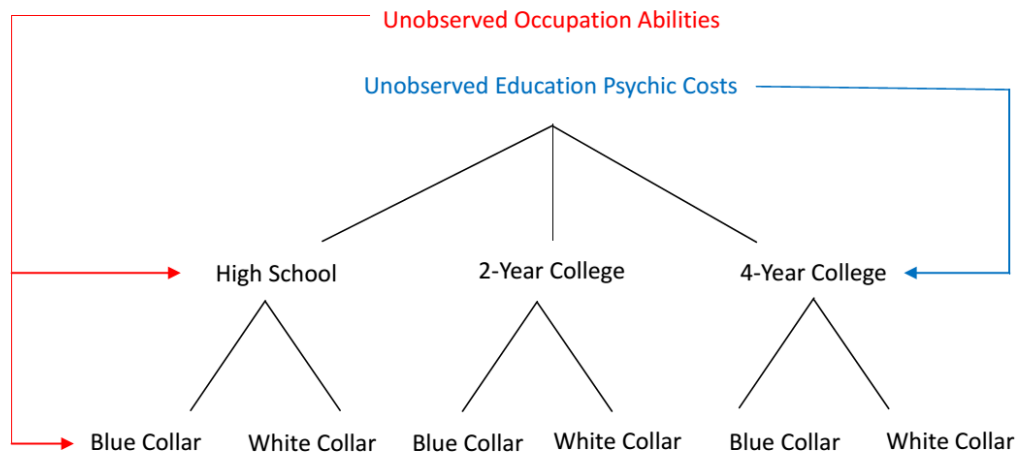 Unobserved Occupation Abilities
Unobserved Education Psychic Costs
High School
2-Year College
4-Year College
Blue Collar
White Collar
Blue Collar
White Collar
Blue Collar
White Collar